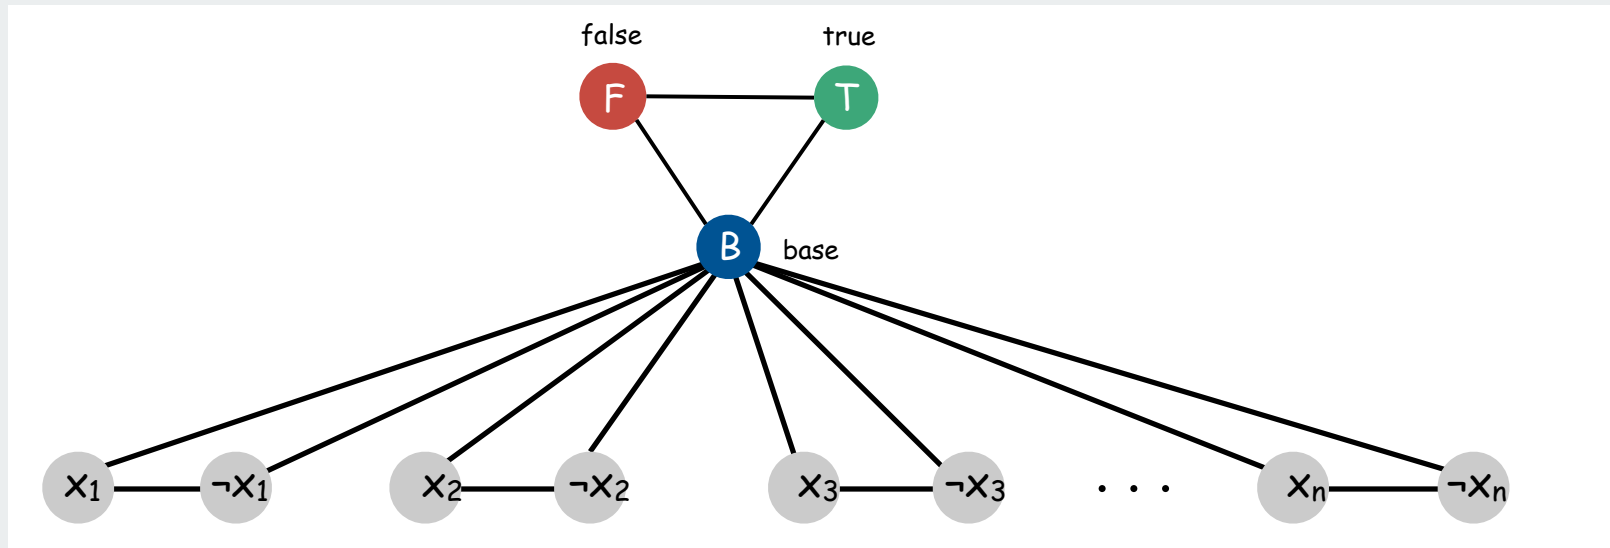 false true
F T
B base
x₁ ¬x₁ x₂ ¬x₂ x₃ ¬x₃ . . . xₙ ¬xₙ